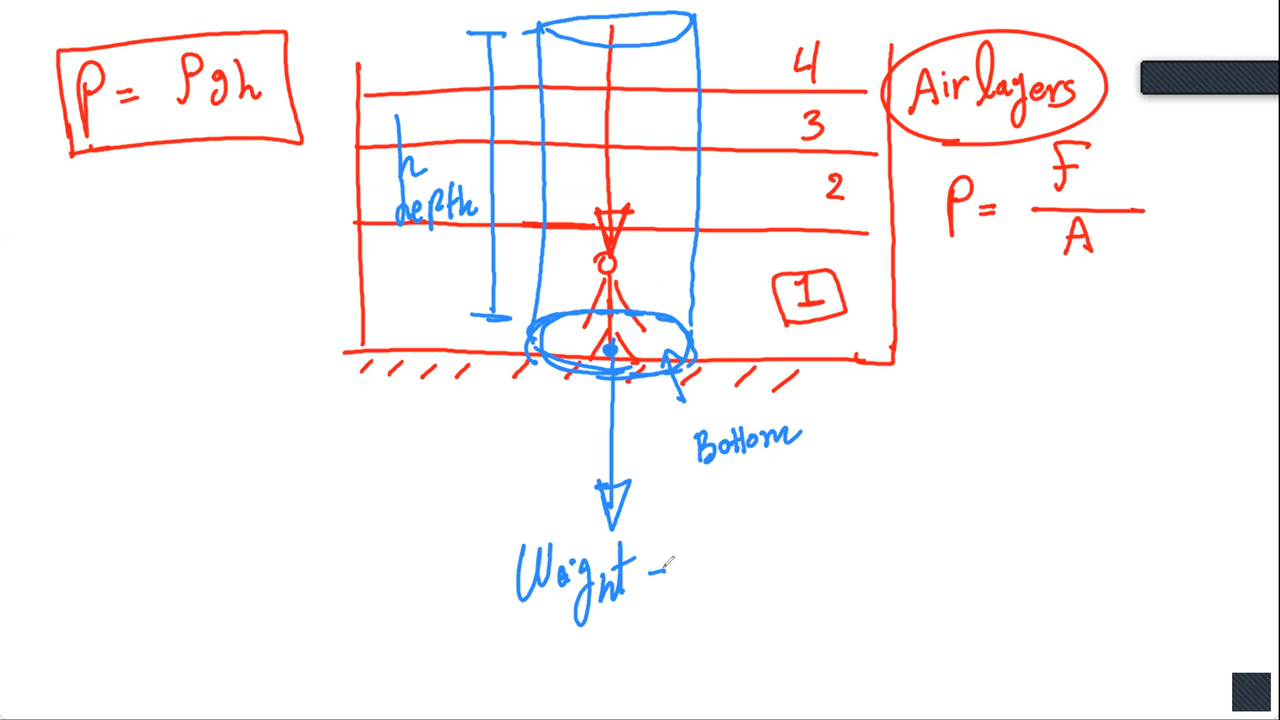 P = ρgh
4
Air layers
3
2
P = F / A
h
depth
1
Bottom
Weight -